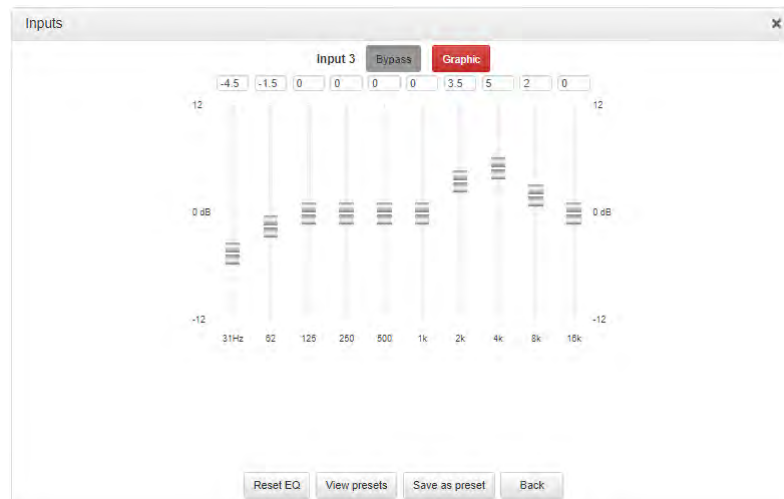 Inputs ×
Input 3 Bypass Graphic
-4.5 -1.5 0 0 0 0 3.5 5 2 0
12 12
0 dB 0 dB
-12 -12
31Hz 62 125 250 500 1k 2k 4k 8k 16k
Reset EQ View presets Save as preset Back